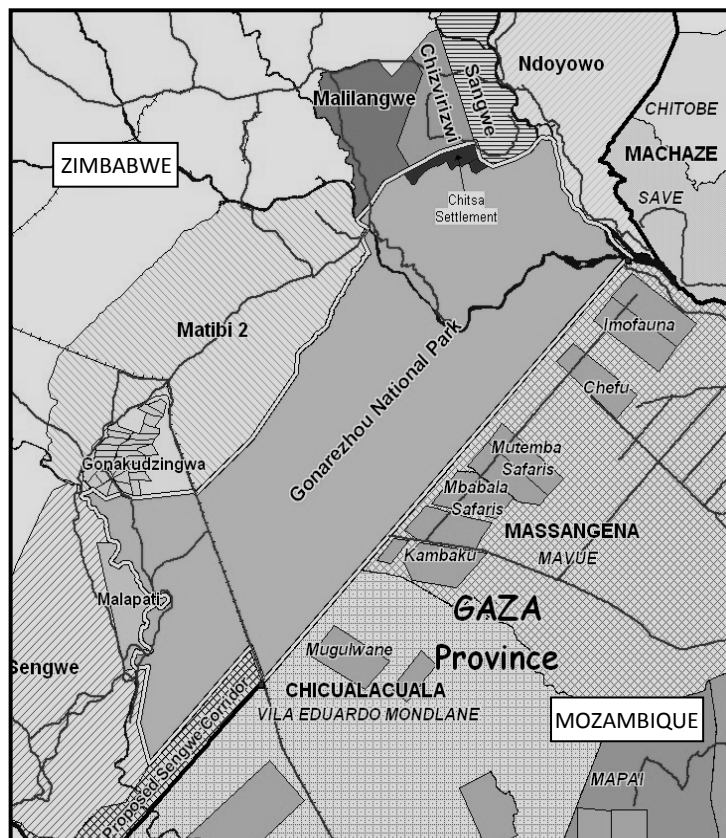 Ndoyowo
Chizvirizwi
Sangwe
Malilangwe
CHITOBE
MACHAZE
SAVE
ZIMBABWE
Chitsa
Settlement
Matibi 2
Gonarezhou National Park
Imofauna
Chefu
Gonakudzingwa
Mutemba
Safaris
Mbabala
Safaris
MASSANGENA
MAVUE
Kambaku
Malapati
GAZA
Province
Mugulwane
Sengwe
CHICUALACUALA
VILA EDUARDO MONDLANE
MOZAMBIQUE
Proposed Sengwe Corridor
MAPAI